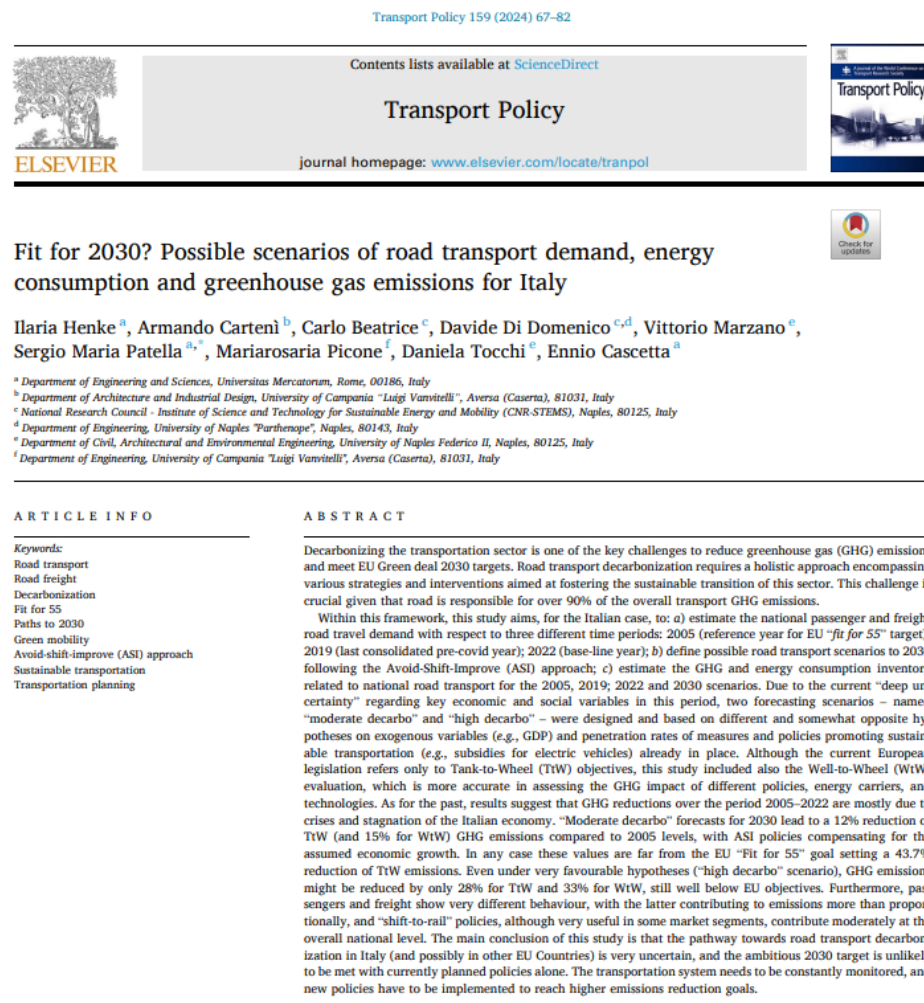 Transport Policy 159 (2024) 67–82
Contents lists available at ScienceDirect
Transport Policy
journal homepage: www.elsevier.com/locate/tranpol
ELSEVIER
Transport Policy
Check for
updates
Fit for 2030? Possible scenarios of road transport demand, energy
consumption and greenhouse gas emissions for Italy
Ilaria Henke a, Armando Cartenì b, Carlo Beatrice c, Davide Di Domenico c,d, Vittorio Marzano e,
Sergio Maria Patella a,*, Mariarosaria Picone f, Daniela Tocchi e, Ennio Cascetta a
a Department of Engineering and Sciences, Universitas Mercatorum, Rome, 00186, Italy
b Department of Architecture and Industrial Design, University of Campania "Luigi Vanvitelli", Aversa (Caserta), 81031, Italy
c National Research Council - Institute of Science and Technology for Sustainable Energy and Mobility (CNR-STEMS), Naples, 80125, Italy
d Department of Engineering, University of Naples "Parthenope", Naples, 80143, Italy
e Department of Civil, Architectural and Environmental Engineering, University of Naples Federico II, Naples, 80125, Italy
f Department of Engineering, University of Campania "Luigi Vanvitelli", Aversa (Caserta), 81031, Italy
ARTICLE INFO
Keywords:
Road transport
Road freight
Decarbonization
Fit for 55
Paths to 2030
Green mobility
Avoid-shift-improve (ASI) approach
Sustainable transportation
Transportation planning
ABSTRACT
Decarbonizing the transportation sector is one of the key challenges to reduce greenhouse gas (GHG) emission
and meet EU Green deal 2030 targets. Road transport decarbonization requires a holistic approach encompassin
various strategies and interventions aimed at fostering the sustainable transition of this sector. This challenge i
crucial given that road is responsible for over 90% of the overall transport GHG emissions.
Within this framework, this study aims, for the Italian case, to: a) estimate the national passenger and freigh
road travel demand with respect to three different time periods: 2005 (reference year for EU "fit for 55" target)
2019 (last consolidated pre-covid year); 2022 (base-line year); b) define possible road transport scenarios to 203
following the Avoid-Shift-Improve (ASI) approach; c) estimate the GHG and energy consumption inventor
related to national road transport for the 2005, 2019; 2022 and 2030 scenarios. Due to the current "deep un
certainty" regarding key economic and social variables in this period, two forecasting scenarios – name
"moderate decarbo" and "high decarbo" – were designed and based on different and somewhat opposite hy
potheses on exogenous variables (e.g., GDP) and penetration rates of measures and policies promoting sustain
able transportation (e.g., subsidies for electric vehicles) already in place. Although the current Europea
legislation refers only to Tank-to-Wheel (TtW) objectives, this study included also the Well-to-Wheel (WtW
evaluation, which is more accurate in assessing the GHG impact of different policies, energy carriers, an
technologies. As for the past, results suggest that GHG reductions over the period 2005–2022 are mostly due t
crises and stagnation of the Italian economy. "Moderate decarbo" forecasts for 2030 lead to a 12% reduction o
TtW (and 15% for WtW) GHG emissions compared to 2005 levels, with ASI policies compensating for th
assumed economic growth. In any case these values are far from the EU "Fit for 55" goal setting a 43.7%
reduction of TtW emissions. Even under very favourable hypotheses ("high decarbo" scenario), GHG emission
might be reduced by only 28% for TtW and 33% for WtW, still well below EU objectives. Furthermore, pas
sengers and freight show very different behaviour, with the latter contributing to emissions more than propor
tionally, and "shift-to-rail" policies, although very useful in some market segments, contribute moderately at th
overall national level. The main conclusion of this study is that the pathway towards road transport decarbon
ization in Italy (and possibly in other EU Countries) is very uncertain, and the ambitious 2030 target is unlikel
to be met with currently planned policies alone. The transportation system needs to be constantly monitored, an
new policies have to be implemented to reach higher emissions reduction goals.